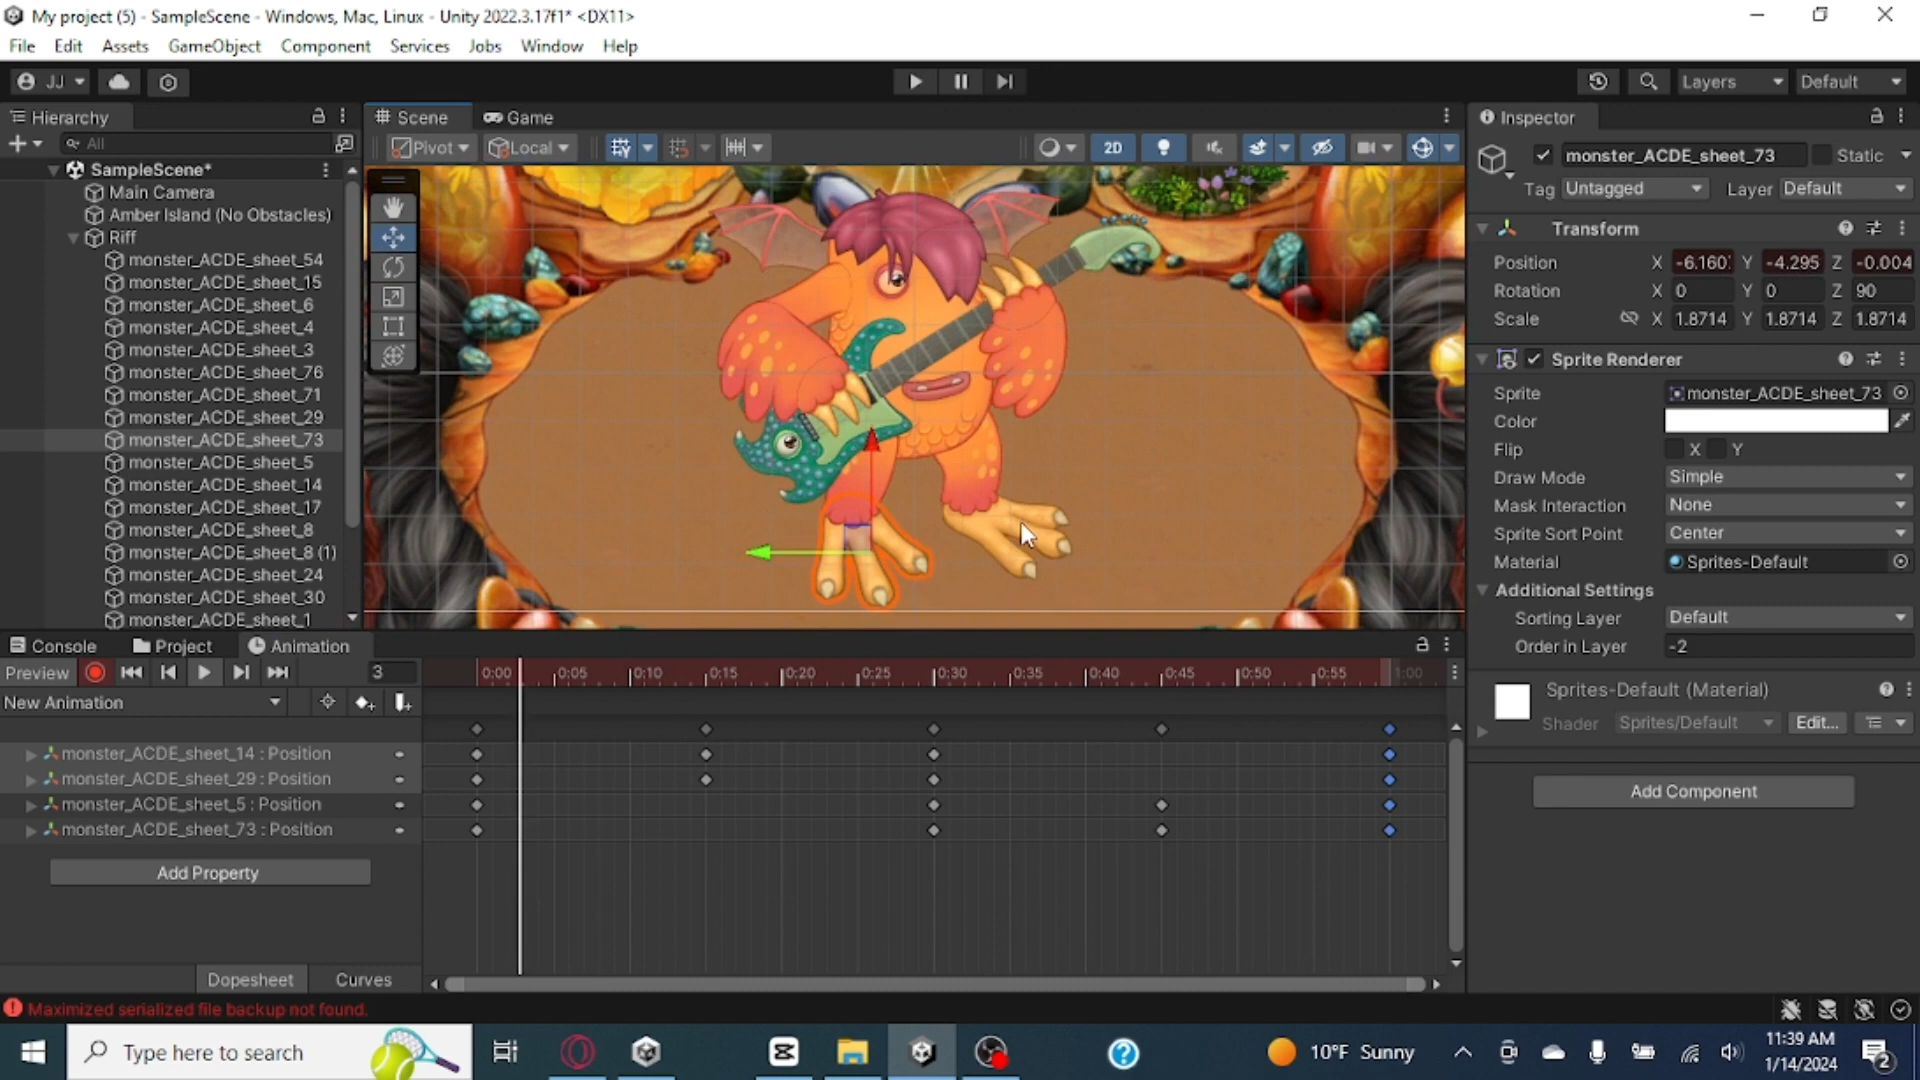 My project (5) - SampleScene - Windows, Mac, Linux - Unity 2022.3.17f1* <DX11>
File Edit Assets GameObject Component Services Jobs Window Help
JJ Layers Default
Hierarchy Scene Game Inspector
All Pivot Local 2D monster_ACDE_sheet_73 Static
Tag Untagged Layer Default
SampleScene*
Main Camera
Amber Island (No Obstacles)
Riff
monster_ACDE_sheet_54
monster_ACDE_sheet_15
monster_ACDE_sheet_6
monster_ACDE_sheet_4
monster_ACDE_sheet_3
monster_ACDE_sheet_76
monster_ACDE_sheet_71
monster_ACDE_sheet_29
monster_ACDE_sheet_73
monster_ACDE_sheet_5
monster_ACDE_sheet_14
monster_ACDE_sheet_17
monster_ACDE_sheet_8
monster_ACDE_sheet_8 (1)
monster_ACDE_sheet_24
monster_ACDE_sheet_30
monster_ACDE_sheet_1
Transform
Position X -6.160 Y -4.295 Z -0.004
Rotation X 0 Y 0 Z 90
Scale X 1.8714 Y 1.8714 Z 1.8714
Sprite Renderer
Sprite monster_ACDE_sheet_73
Color
Flip X Y
Draw Mode Simple
Mask Interaction None
Sprite Sort Point Center
Material Sprites-Default
Additional Settings
Sorting Layer Default
Order in Layer -2
Sprites-Default (Material)
Shader Sprites/Default Edit...
Add Component
Console Project Animation
Preview 3 0:00 0:05 0:10 0:15 0:20 0:25 0:30 0:35 0:40 0:45 0:50 0:55 1:00
New Animation
monster_ACDE_sheet_14 : Position
monster_ACDE_sheet_29 : Position
monster_ACDE_sheet_5 : Position
monster_ACDE_sheet_73 : Position
Add Property
Dopesheet Curves
Maximized serialized file backup not found.
Type here to search 10°F Sunny 11:39 AM
1/14/2024 2